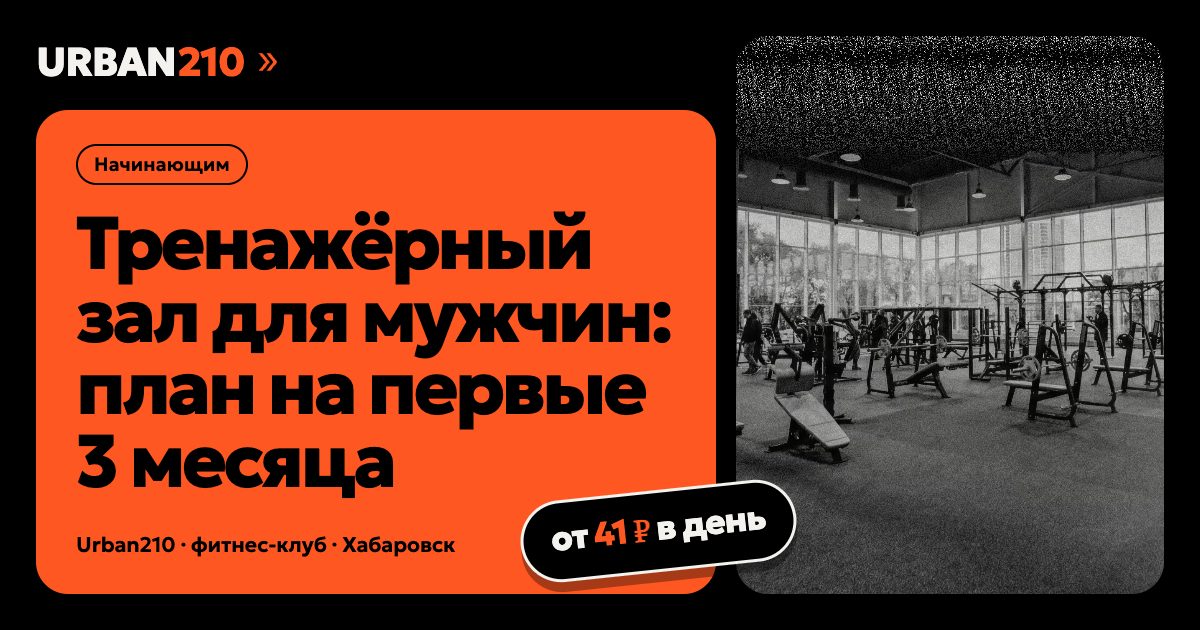 URBAN210 »
Начинающим
Тренажёрный
зал для мужчин:
план на первые
3 месяца
Urban210 · фитнес-клуб · Хабаровск
от 41 ₽ в день